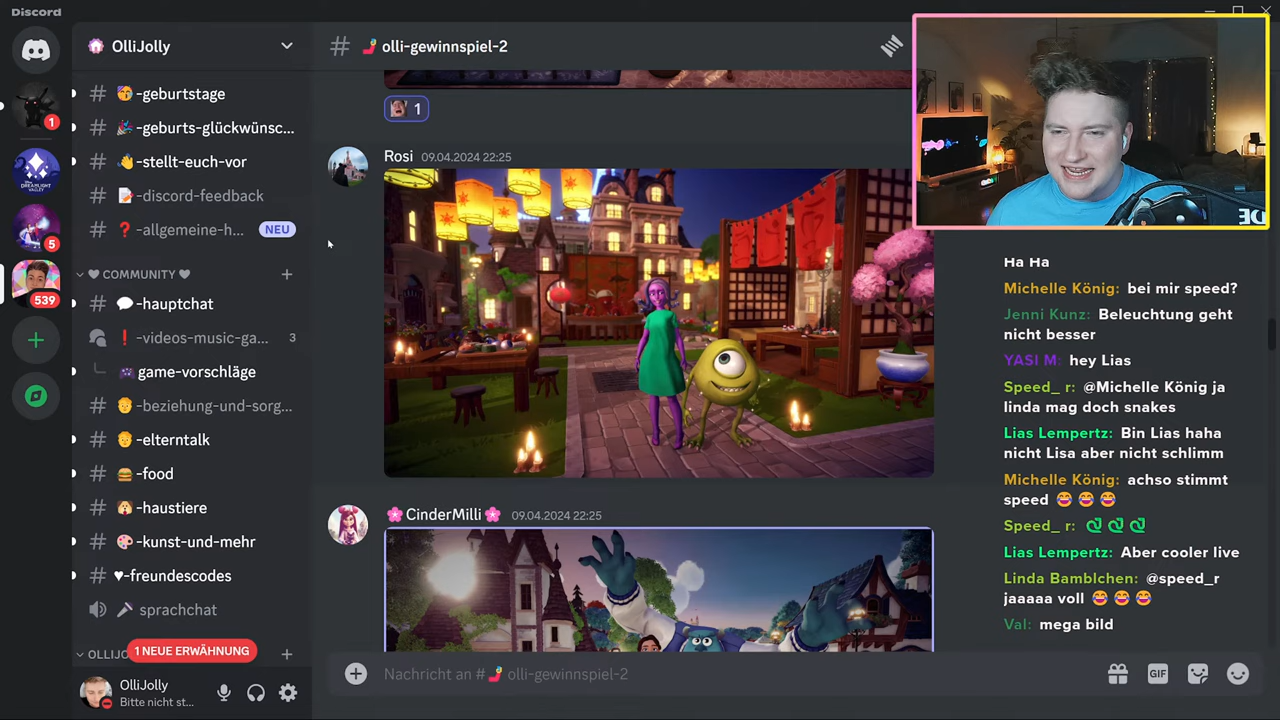 Discord
OlliJolly
olli-gewinnspiel-2
-geburtstage
-geburts-glückwünsc...
-stellt-euch-vor
-discord-feedback
-allgemeine-h...
NEU
COMMUNITY
-hauptchat
-videos-music-ga...
3
game-vorschläge
-beziehung-und-sorg...
-elterntalk
-food
-haustiere
-kunst-und-mehr
-freundescodes
sprachchat
OLLIJO
1 NEUE ERWÄHNUNG
OlliJolly
Bitte nicht st...
1
5
539
1
Rosi 09.04.2024 22:25
CinderMilli 09.04.2024 22:25
Nachricht an # olli-gewinnspiel-2
GIF
Ha Ha
Michelle König: bei mir speed?
Jenni Kunz: Beleuchtung geht
nicht besser
YASI M: hey Lias
Speed_ r: @Michelle König ja
linda mag doch snakes
Lias Lempertz: Bin Lias haha
nicht Lisa aber nicht schlimm
Michelle König: achso stimmt
speed 😂 😂 😂
Speed_ r:
Lias Lempertz: Aber cooler live
Linda Bamblchen: @speed_r
jaaaaa voll 😂 😂 😂
Val: mega bild